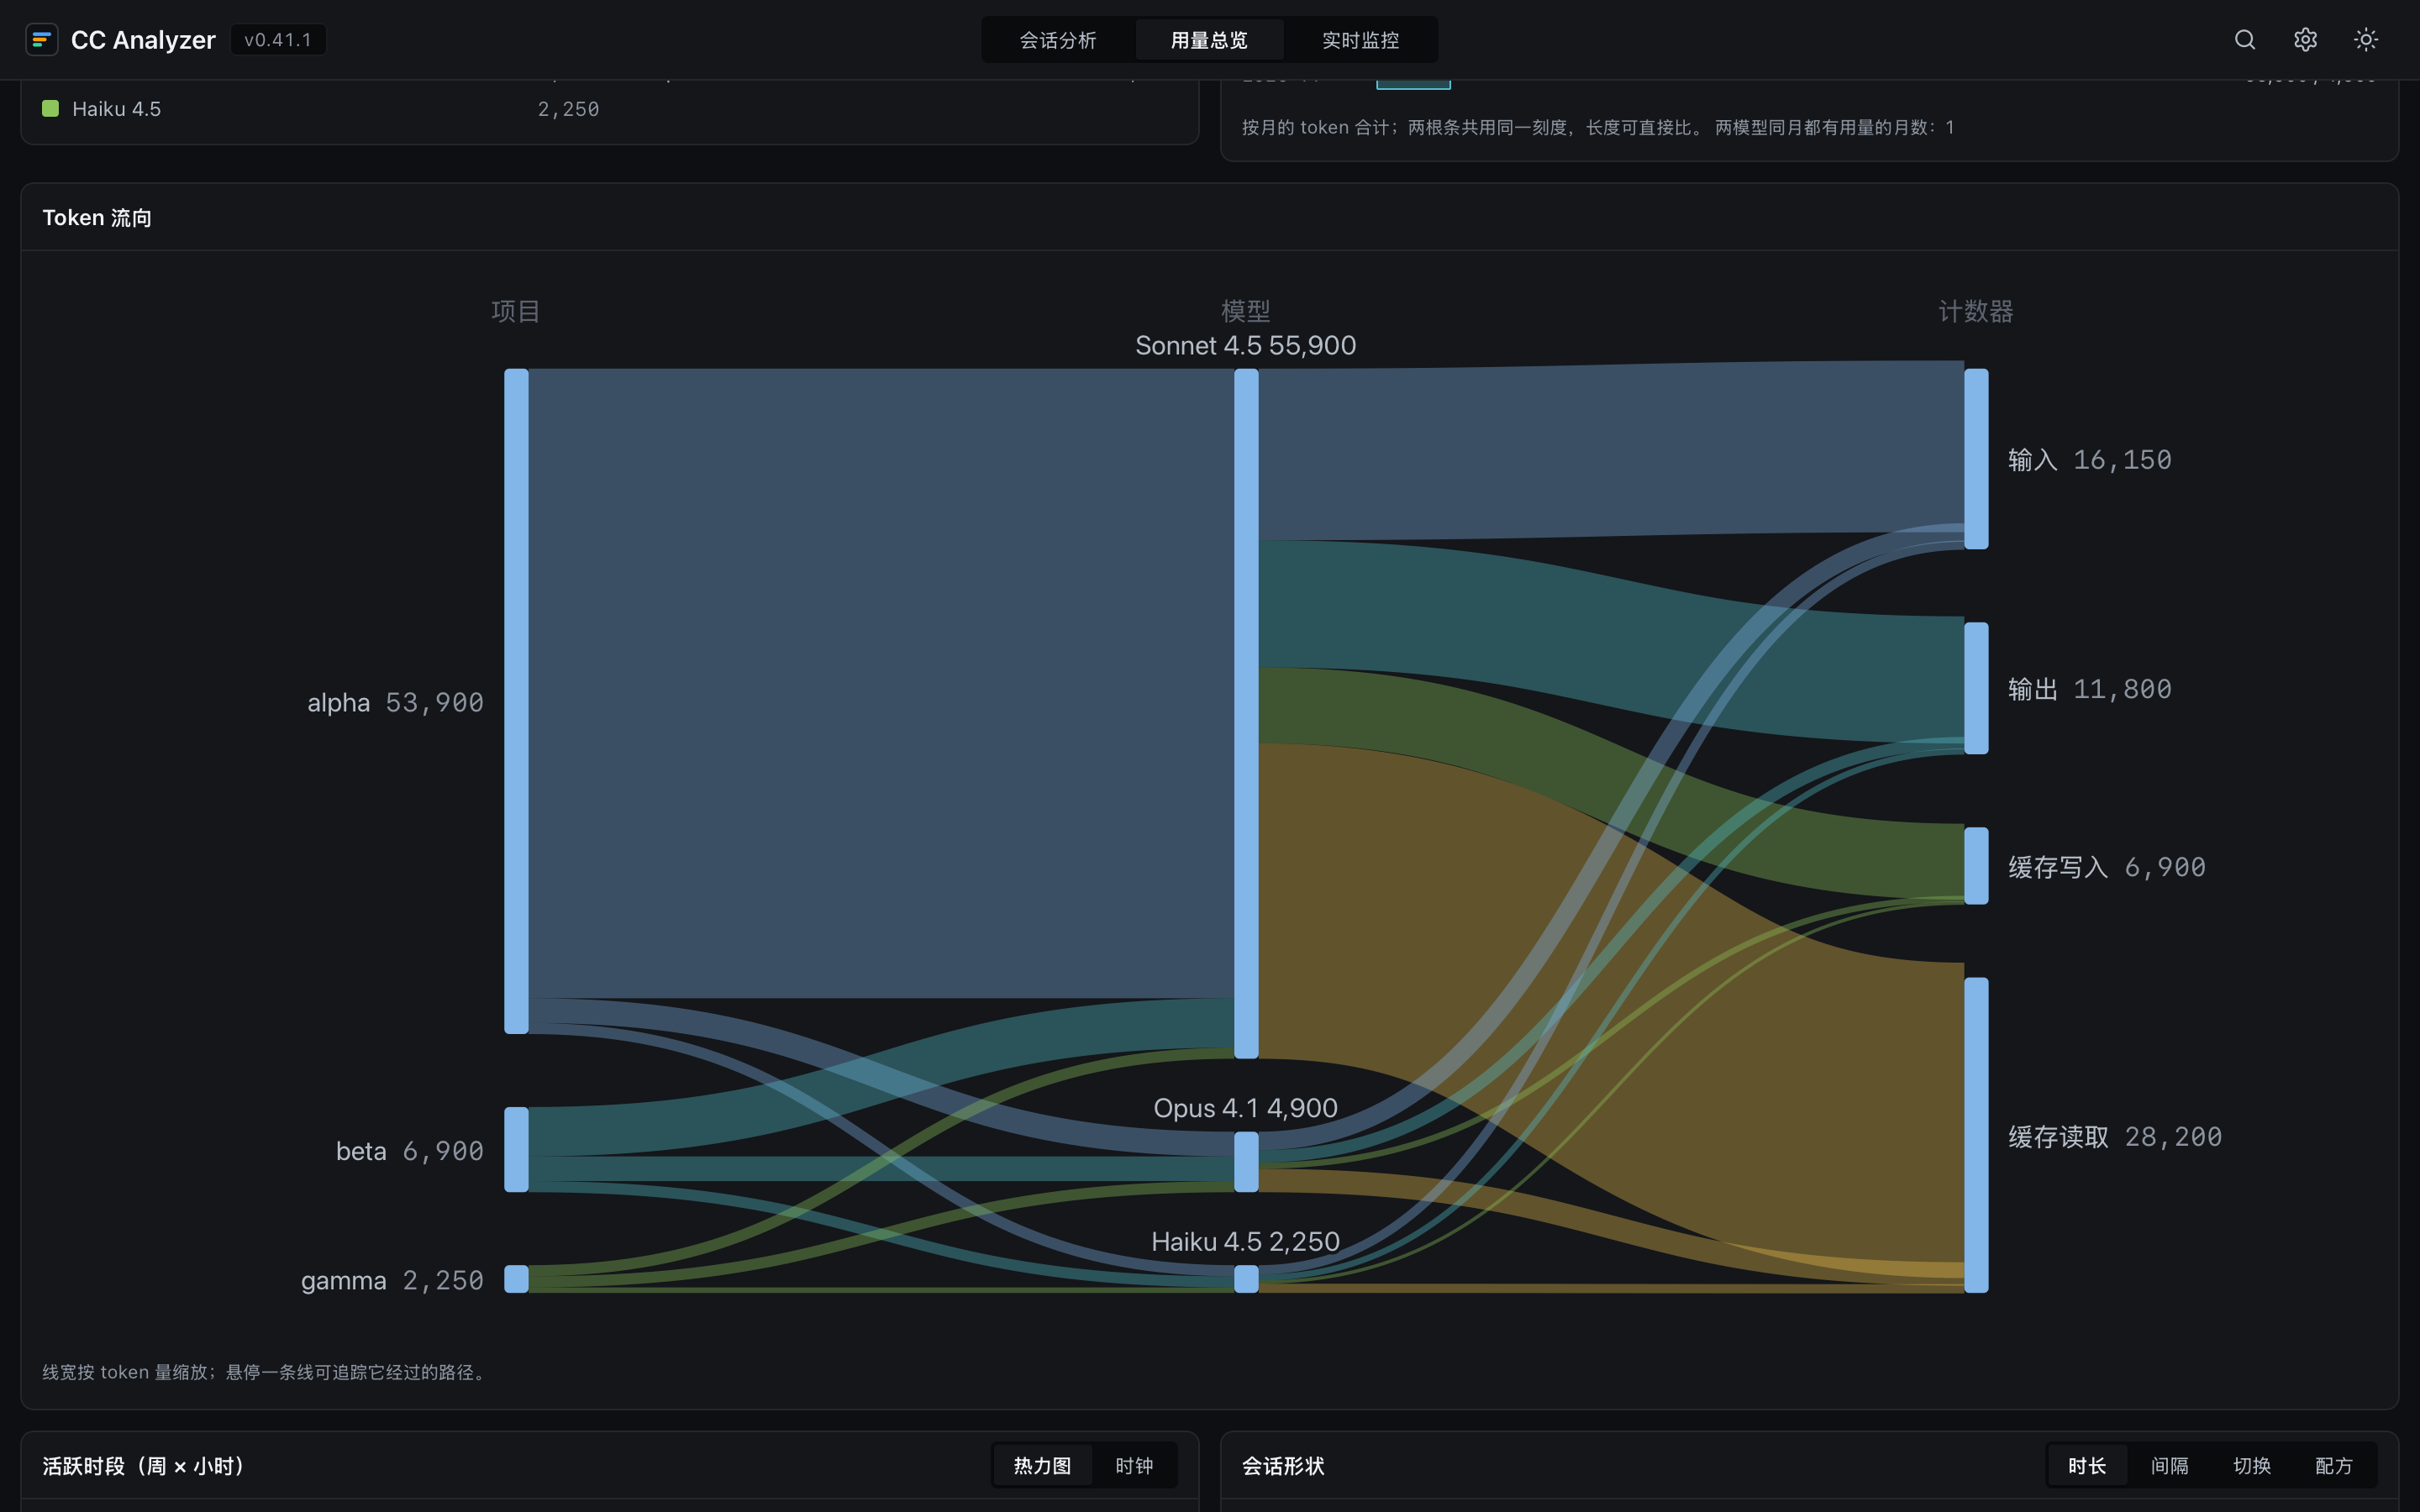 CC Analyzer v0.41.1
会话分析 用量总览 实时监控
Haiku 4.5 2,250
按月的 token 合计；两根条共用同一刻度，长度可直接比。 两模型同月都有用量的月数：1
Token 流向
项目 模型 计数器
Sonnet 4.5 55,900
输入 16,150
输出 11,800
alpha 53,900
缓存写入 6,900
Opus 4.1 4,900
缓存读取 28,200
beta 6,900
Haiku 4.5 2,250
gamma 2,250
线宽按 token 量缩放；悬停一条线可追踪它经过的路径。
活跃时段（周 × 小时） 热力图 时钟
会话形状 时长 间隔 切换 配方